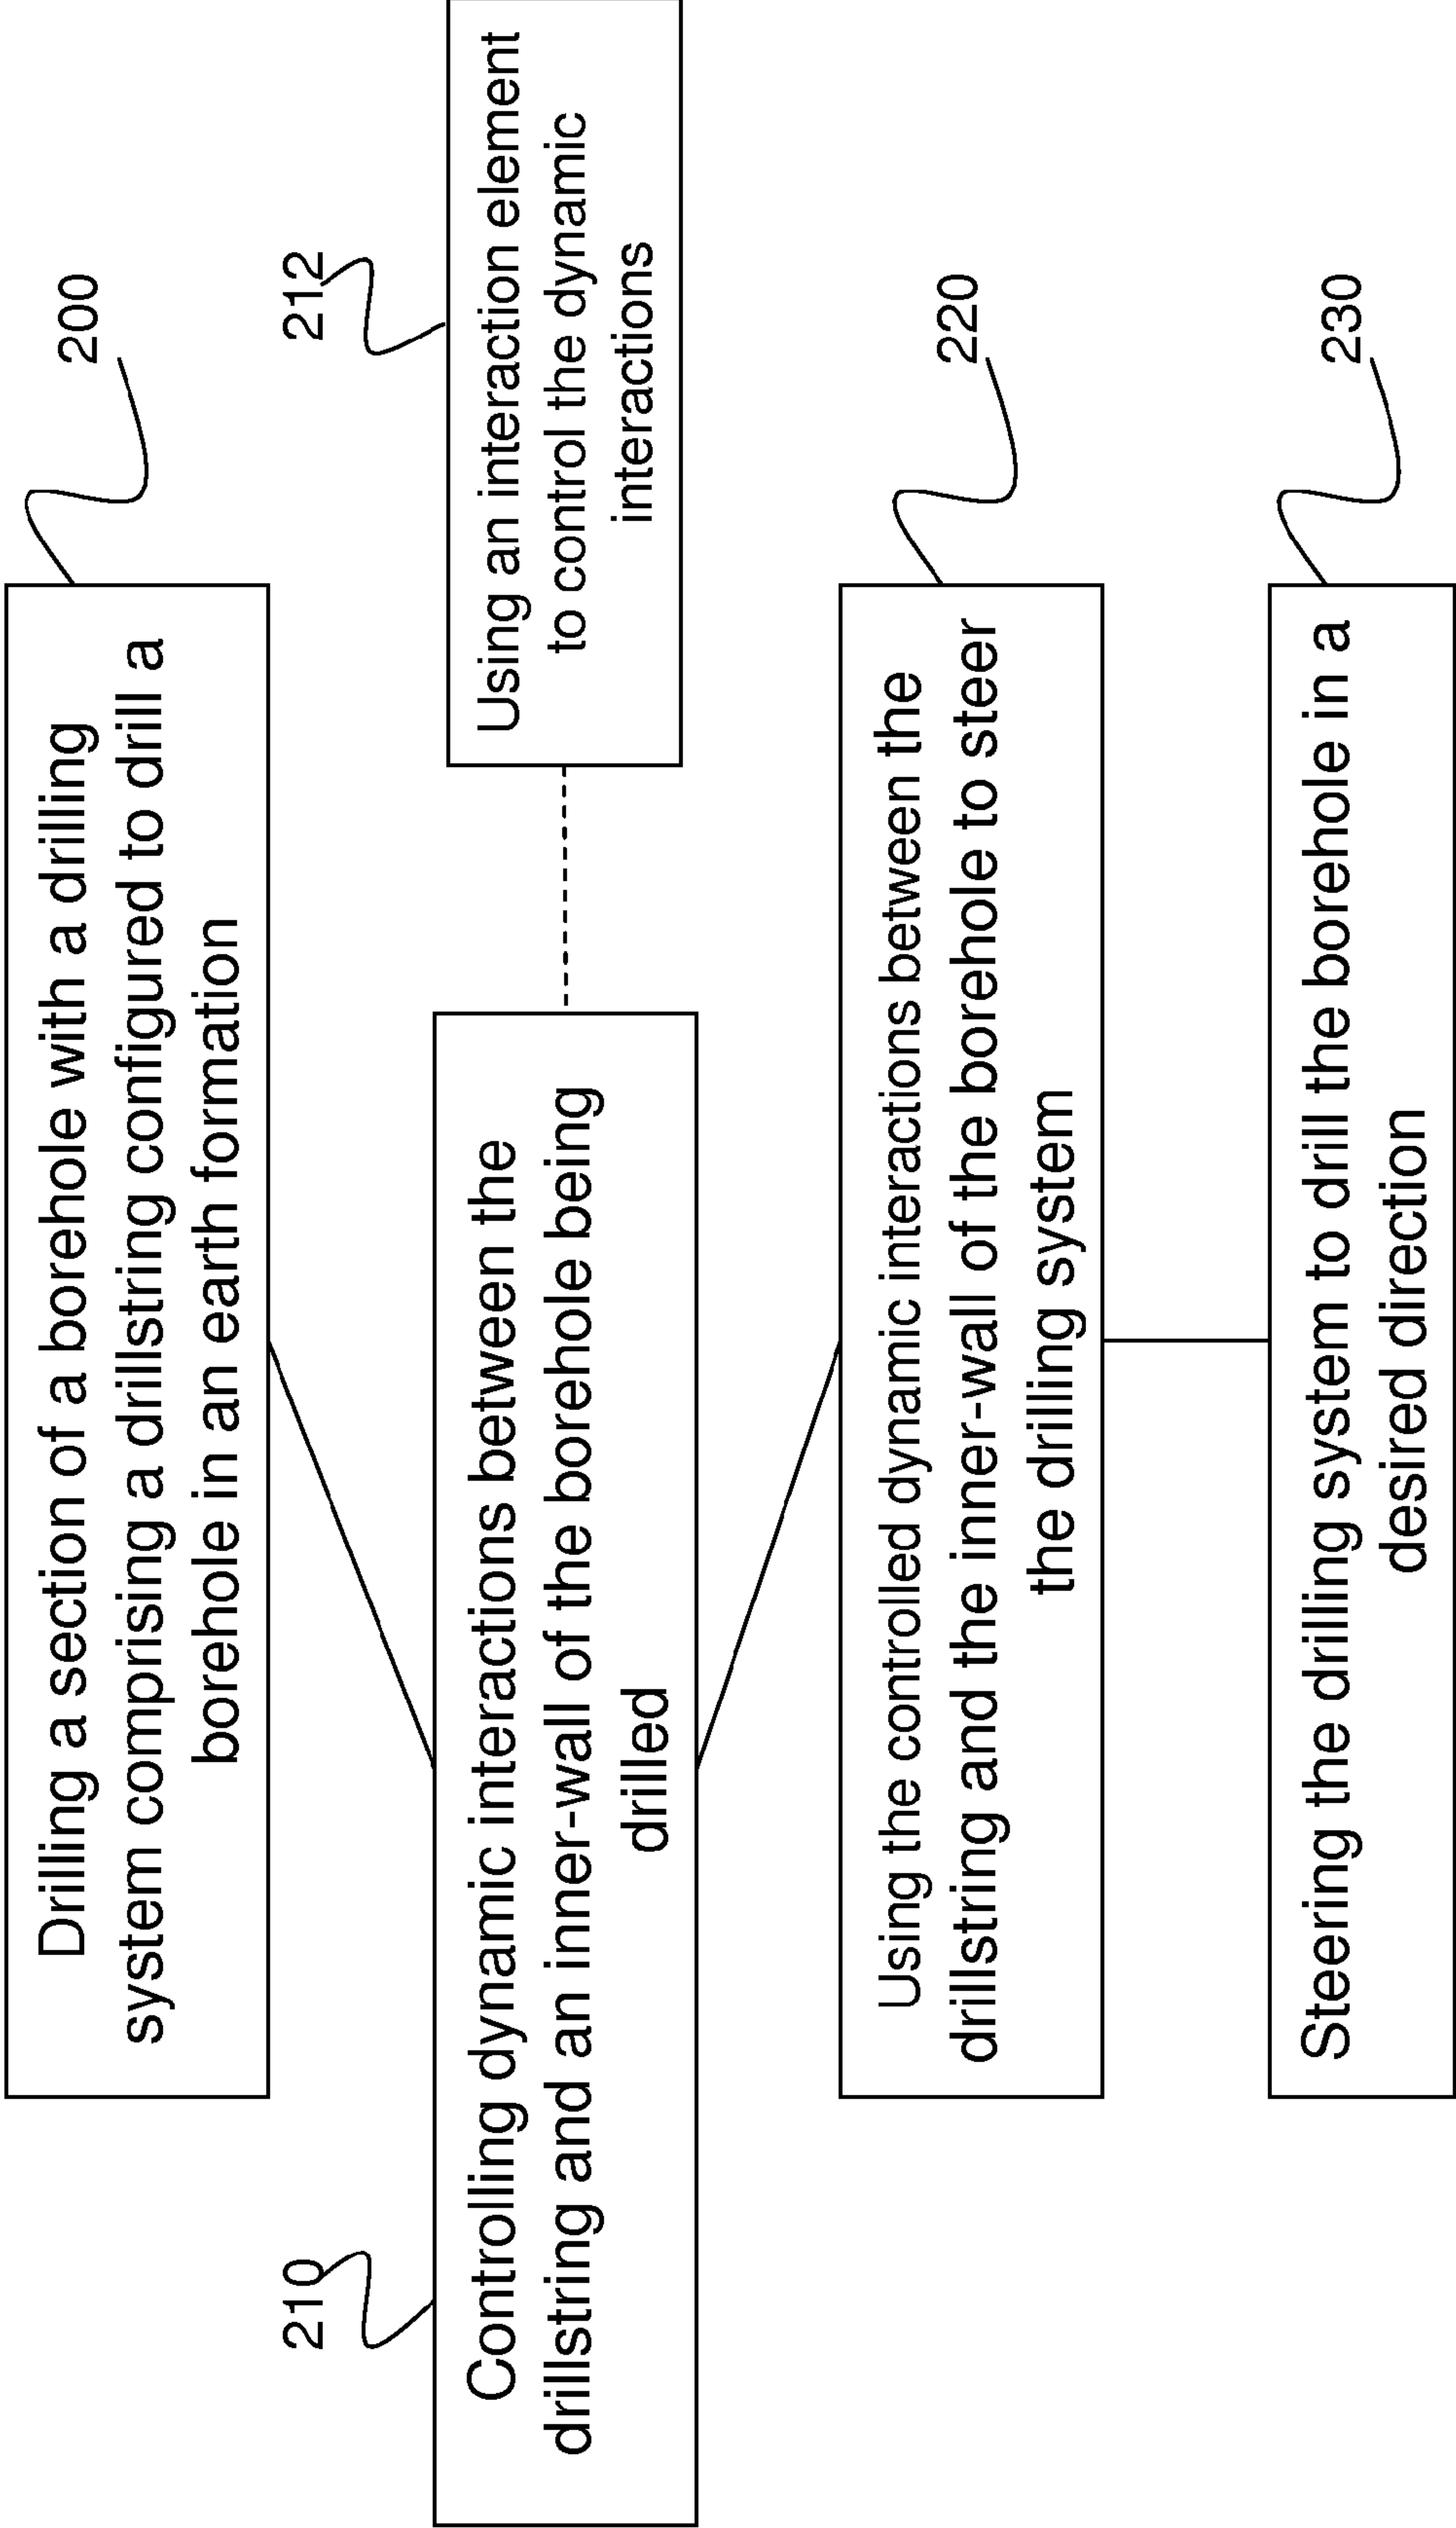 Drilling a section of a borehole with a drilling
system comprising a drillstring configured to drill a
borehole in an earth formation
200
210
Controlling dynamic interactions between the
drillstring and an inner-wall of the borehole being
drilled
212
Using an interaction element
to control the dynamic
interactions
Using the controlled dynamic interactions between the
drillstring and the inner-wall of the borehole to steer
the drilling system
220
Steering the drilling system to drill the borehole in a
desired direction
230